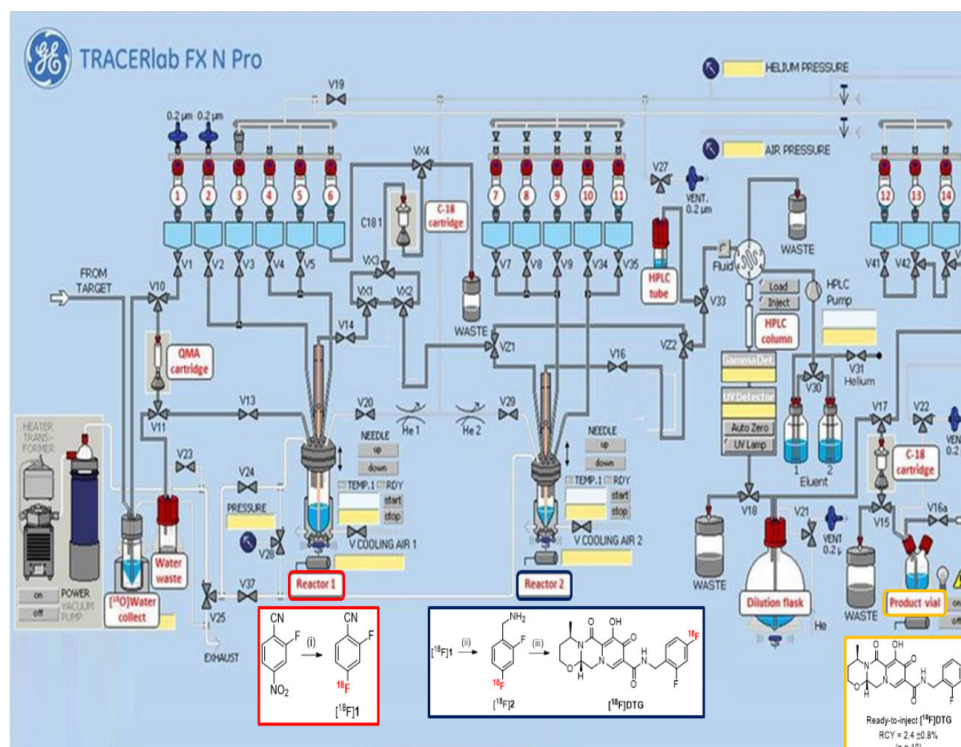 GE
TRACERlab FX N Pro
HELIUM PRESSURE
V19
0.2 µm
0.2 µm
AIR PRESSURE
VX4
V27
1
2
3
4
5
6
7
8
9
10
11
12
13
14
VENT.
0.2 µm
WASTE
C18 1
C-18
cartridge
HPLC
tube
Fluid
FROM
TARGET
V1
V2
V3
V4
V5
VX3
V7
V8
V9
V34
V35
V41
V42
V10
VX1
VX2
WASTE
V33
Load
Inject
HPLC
Pump
V14
HPLC
column
QMA
cartridge
VZ1
V16
VZ2
Gamma Det.
V31
Helium
V30
V11
V13
V20
V29
UV Detector
V17
V22
He 1
He 2
Auto Zero
UV Lamp
VENT.
HEATER
TRANS-
FORMER
V23
V24
NEEDLE
up
down
NEEDLE
up
down
1
2
Eluent
C-18
cartridge
TEMP.1
RDY
start
stop
TEMP.1
RDY
start
stop
PRESSURE
V18
V21
V15
V16a
V28
V COOLING AIR 1
V COOLING AIR 2
VENT
0.2 µ
Water
waste
WASTE
WASTE
on
off
POWER
VACUUM
PUMP
[18O]Water
collect
V37
Reactor 1
Reactor 2
Dilution flask
He
Product vial
on
off
V25
EXHAUST
CN
F
NO2
(i)
CN
F
18F
[18F]1
[18F]1
(ii)
NH2
F
18F
[18F]2
(iii)
O
OH
O
N
N
O
H
O
N
H
F
18F
[18F]DTG
O
OH
O
N
N
O
H
O
N
H
F
Ready-to-inject [18F]DTG
RCY = 2.4 ±0.8%
(n = 10)